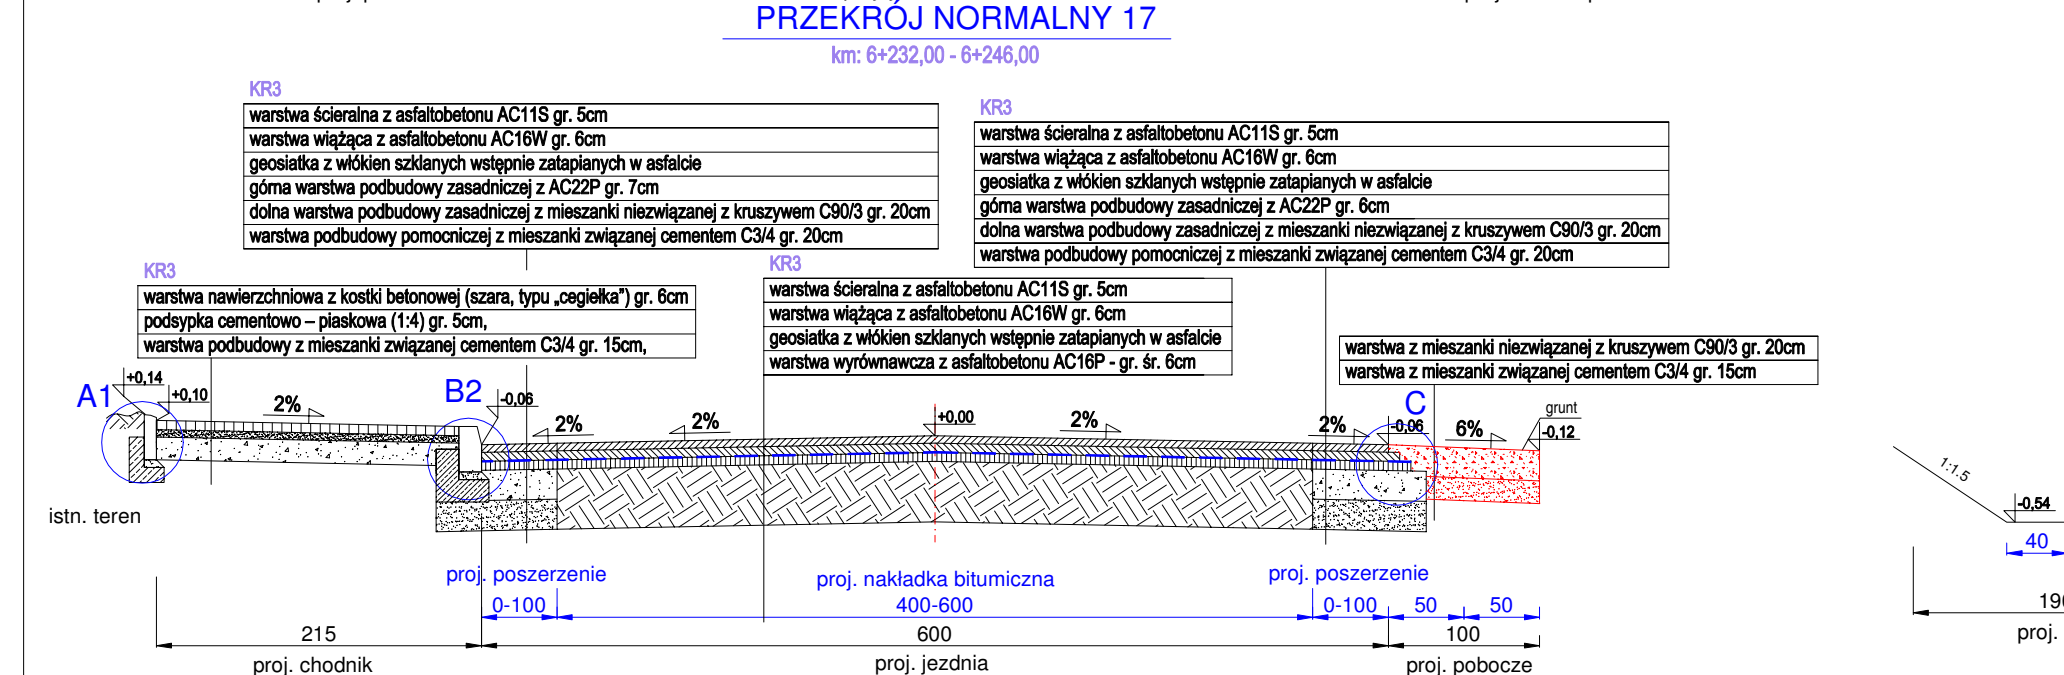 PRZEKRÓJ NORMALNY 17
km: 6+232,00 - 6+246,00
KR3
warstwa ścieralna z asfaltobetonu AC11S gr. 5cm
warstwa wiążąca z asfaltobetonu AC16W gr. 6cm
geosiatka z włókien szklanych wstępnie zatapianych w asfalcie
górna warstwa podbudowy zasadniczej z AC22P gr. 7cm
dolna warstwa podbudowy zasadniczej z mieszanki niezwiązanej z kruszywem C90/3 gr. 20cm
warstwa podbudowy pomocniczej z mieszanki związanej cementem C3/4 gr. 20cm
KR3
warstwa ścieralna z asfaltobetonu AC11S gr. 5cm
warstwa wiążąca z asfaltobetonu AC16W gr. 6cm
geosiatka z włókien szklanych wstępnie zatapianych w asfalcie
górna warstwa podbudowy zasadniczej z AC22P gr. 6cm
dolna warstwa podbudowy zasadniczej z mieszanki niezwiązanej z kruszywem C90/3 gr. 20cm
warstwa podbudowy pomocniczej z mieszanki związanej cementem C3/4 gr. 20cm
KR3
warstwa nawierzchniowa z kostki betonowej (szara, typu „cegiełka”) gr. 6cm
podsypka cementowo – piaskowa (1:4) gr. 5cm,
warstwa podbudowy z mieszanki związanej cementem C3/4 gr. 15cm,
KR3
warstwa ścieralna z asfaltobetonu AC11S gr. 5cm
warstwa wiążąca z asfaltobetonu AC16W gr. 6cm
geosiatka z włókien szklanych wstępnie zatapianych w asfalcie
warstwa wyrównawcza z asfaltobetonu AC16P - gr. śr. 6cm
warstwa z mieszanki niezwiązanej z kruszywem C90/3 gr. 20cm
warstwa z mieszanki związanej cementem C3/4 gr. 15cm
A1 +0,14 +0,10 2% B2 -0,06 2% 2% +0,00 2% 2% C -0,06 6% grunt -0,12
1:1.5
-0,54
istn. teren
40
proj. poszerzenie proj. nakładka bitumiczna proj. poszerzenie
0-100 400-600 0-100 50 50
215 600 100
proj. chodnik proj. jezdnia proj. pobocze
proj.